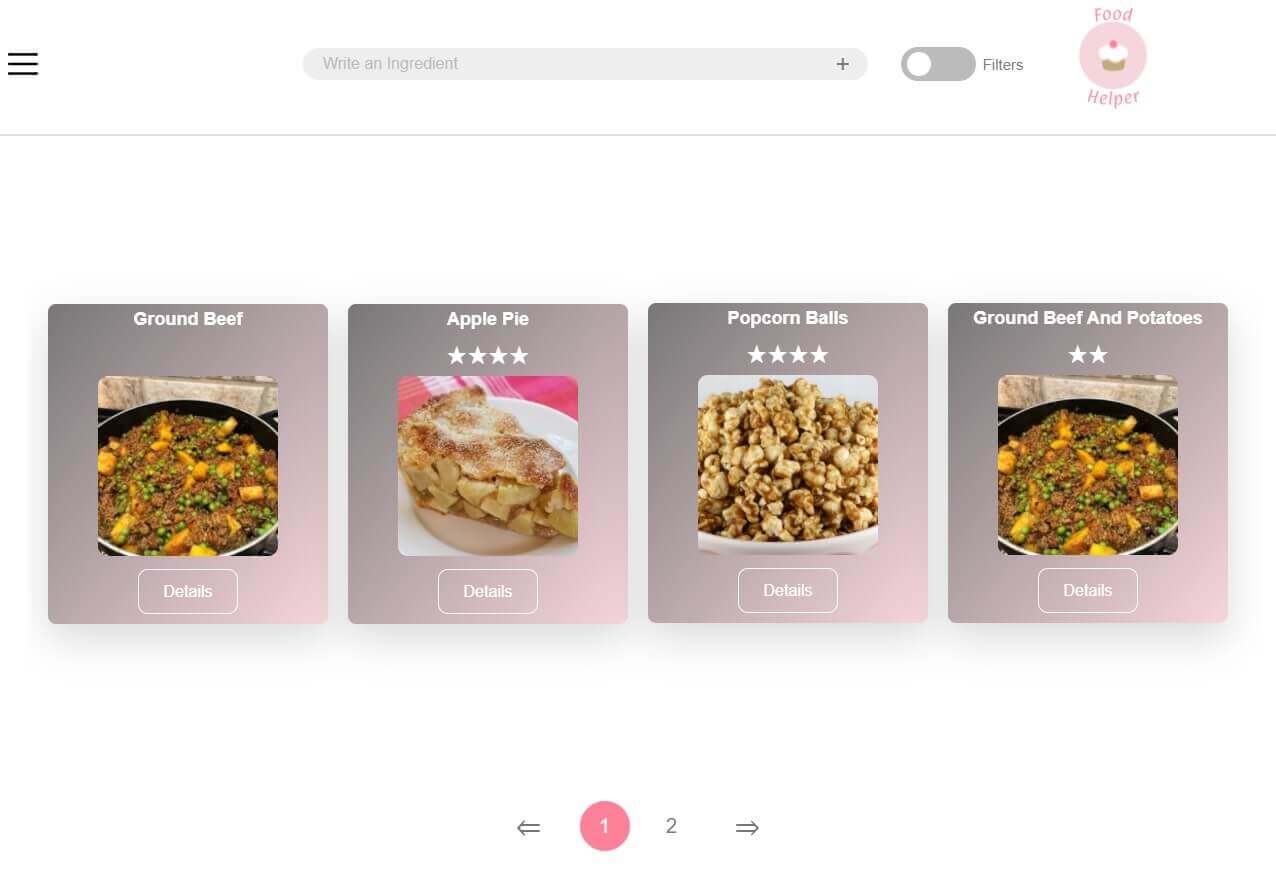 Food
Write an Ingredient +
Filters
Helper
Ground Beef
Apple Pie
Popcorn Balls
Ground Beef And Potatoes
★★★★
★★★★
★★
Details
Details
Details
Details
⇐ 1 2 ⇒